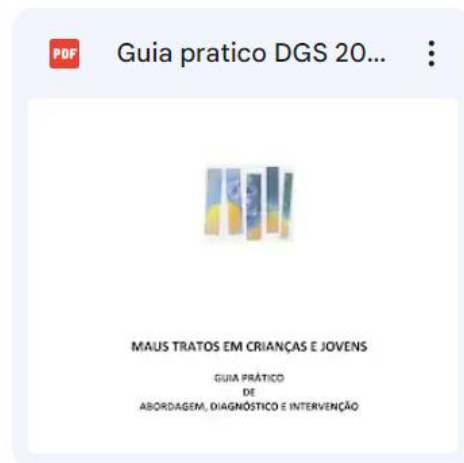 PDF
Guia pratico DGS 20...
MAUS TRATOS EM CRIANÇAS E JOVENS
GUIA PRÁTICO
DE
ABORDAGEM, DIAGNÓSTICO E INTERVENÇÃO